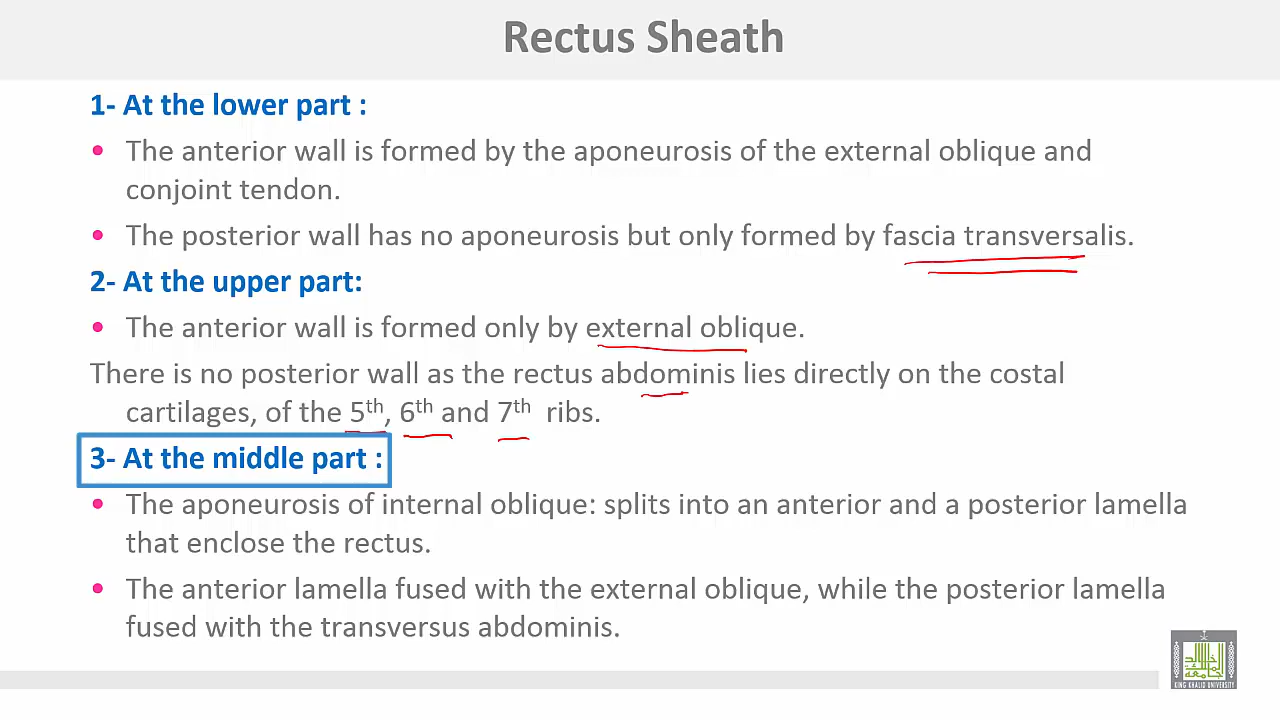 Rectus Sheath
1- At the lower part :
• The anterior wall is formed by the aponeurosis of the external oblique and
conjoint tendon.
• The posterior wall has no aponeurosis but only formed by fascia transversalis.
2- At the upper part:
• The anterior wall is formed only by external oblique.
There is no posterior wall as the rectus abdominis lies directly on the costal
cartilages, of the 5th, 6th and 7th ribs.
3- At the middle part :
• The aponeurosis of internal oblique: splits into an anterior and a posterior lamella
that enclose the rectus.
• The anterior lamella fused with the external oblique, while the posterior lamella
fused with the transversus abdominis.
KING KHALID UNIVERSITY